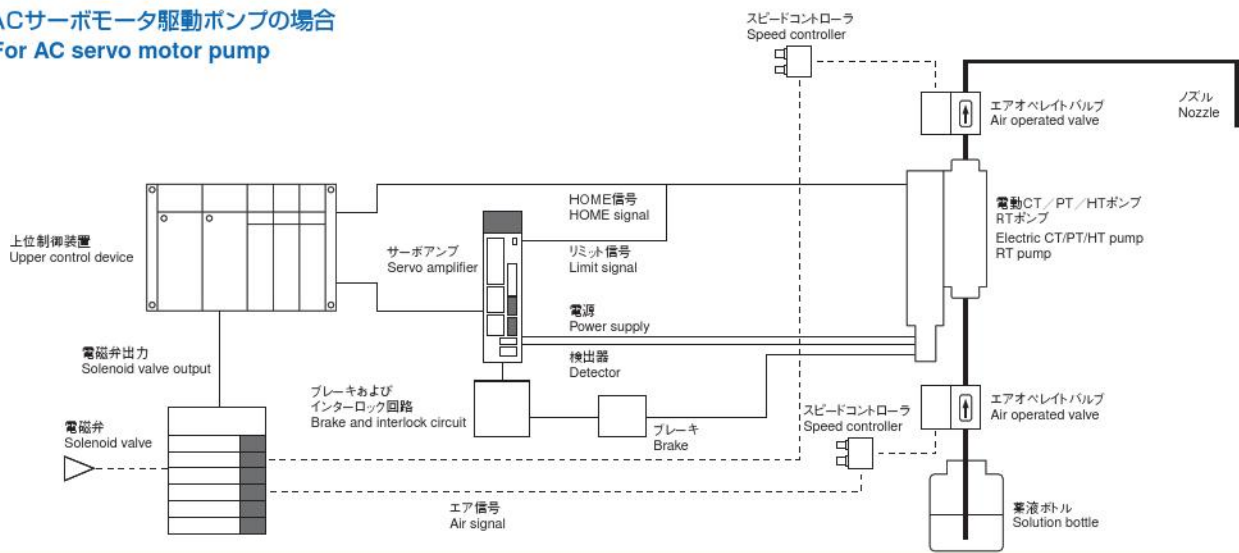 ACサーボモータ駆動ポンプの場合
For AC servo motor pump
スピードコントローラ
Speed controller
エアオペレイトバルブ
Air operated valve
ノズル
Nozzle
上位制御装置
Upper control device
サーボアンプ
Servo amplifier
HOME信号
HOME signal
リミット信号
Limit signal
電動CT/PT/HTポンプ
RTポンプ
Electric CT/PT/HT pump
RT pump
電源
Power supply
検出器
Detector
電磁弁出力
Solenoid valve output
ブレーキおよび
インターロック回路
Brake and interlock circuit
ブレーキ
Brake
スピードコントローラ
Speed controller
エアオペレイトバルブ
Air operated valve
電磁弁
Solenoid valve
エア信号
Air signal
薬液ボトル
Solution bottle